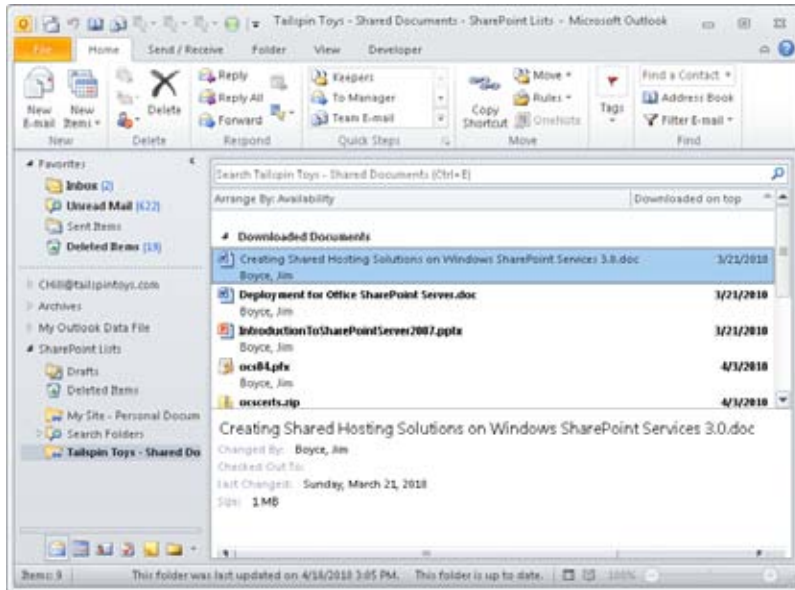 Tailspin Toys - Shared Documents - SharePoint Lists - Microsoft Outlook
File Home Send / Receive Folder View Developer
New E-mail
New Items
Delete
Reply
Reply All
Forward
Keepers
To Manager
Team E-mail
Copy Shortcut
Move
Rules
OneNote
Tags
Find a Contact
Address Book
Filter E-mail
New Delete Respond Quick Steps Move Find
Favorites
Inbox (2)
Unread Mail (622)
Sent Items
Deleted Items (13)
CHill@tailspintoys.com
Archives
My Outlook Data File
SharePoint Lists
Drafts
Deleted Items
My Site - Personal Docum
Search Folders
Tailspin Toys - Shared Do
Search Tailspin Toys - Shared Documents (Ctrl+E)
Arrange By: Availability Downloaded on top
Downloaded Documents
Creating Shared Hosting Solutions on Windows SharePoint Services 3.0.doc 3/21/2010
Boyce, Jim
Deployment for Office SharePoint Server.doc 3/21/2010
Boyce, Jim
IntroductionToSharePointServer2007.pptx 3/21/2010
Boyce, Jim
ocs04.pfx 4/3/2010
Boyce, Jim
ocscerts.zip 4/3/2010
Creating Shared Hosting Solutions on Windows SharePoint Services 3.0.doc
Changed By: Boyce, Jim
Checked Out To:
Last Changed: Sunday, March 21, 2010
Size: 1 MB
Items: 9 This folder was last updated on 4/18/2010 3:05 PM. This folder is up to date. 100%